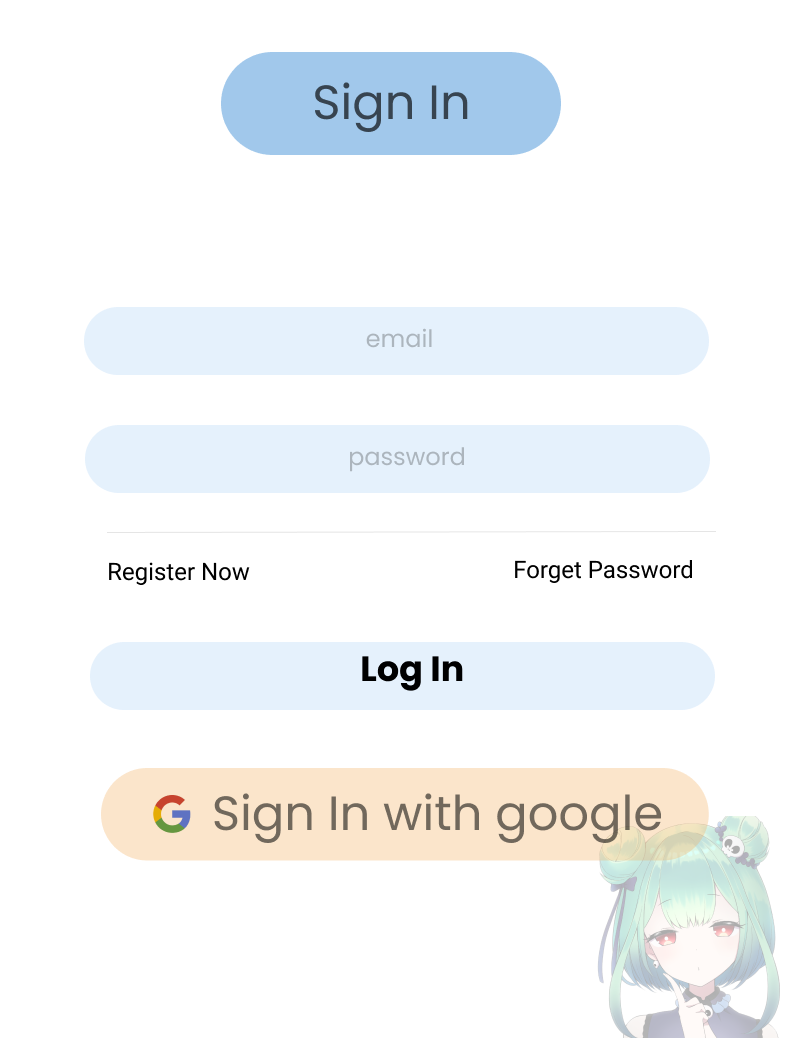 Sign In
email
password
Register Now
Forget Password
Log In
Sign In with google